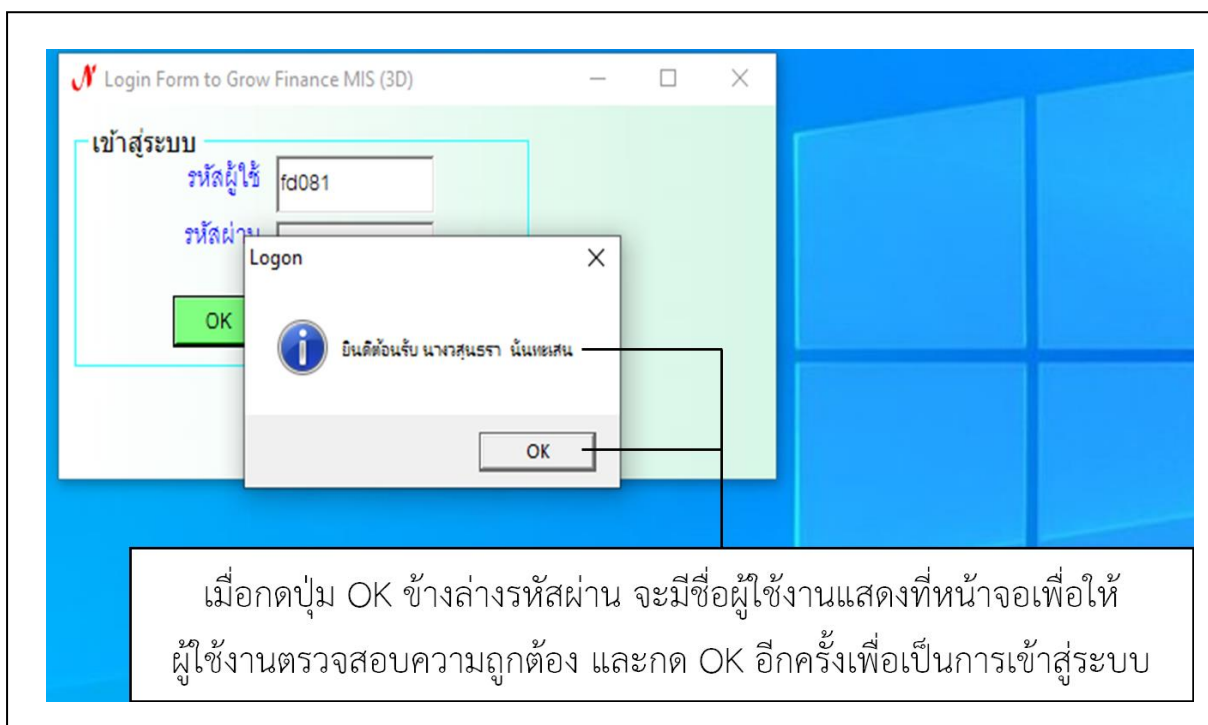 Login Form to Grow Finance MIS (3D)
เข้าสู่ระบบ
รหัสผู้ใช้ fd081
รหัสผ่าน
OK
Logon
ยินดีต้อนรับ นางวสุนธรา นันทะเสน
OK
เมื่อกดปุ่ม OK ข้างล่างรหัสผ่าน จะมีชื่อผู้ใช้งานแสดงที่หน้าจอเพื่อให้
ผู้ใช้งานตรวจสอบความถูกต้อง และกด OK อีกครั้งเพื่อเป็นการเข้าสู่ระบบ